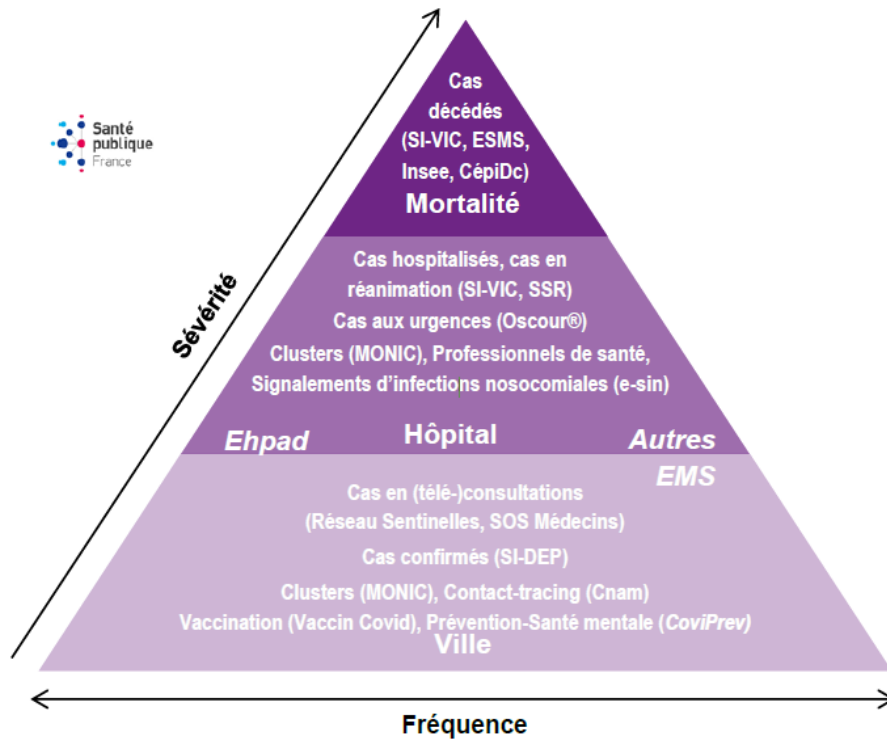 Santé
publique
France
Cas
décédés
(SI-VIC, ESMS,
Insee, CépiDc)
Mortalité
Sévérité
Cas hospitalisés, cas en
réanimation (SI-VIC, SSR)
Cas aux urgences (Oscour®)
Clusters (MONIC), Professionnels de santé,
Signalements d'infections nosocomiales (e-sin)
Ehpad Hôpital Autres
EMS
Cas en (télé-)consultations
(Réseau Sentinelles, SOS Médecins)
Cas confirmés (SI-DEP)
Clusters (MONIC), Contact-tracing (Cnam)
Vaccination (Vaccin Covid), Prévention-Santé mentale (CoviPrev)
Ville
Fréquence